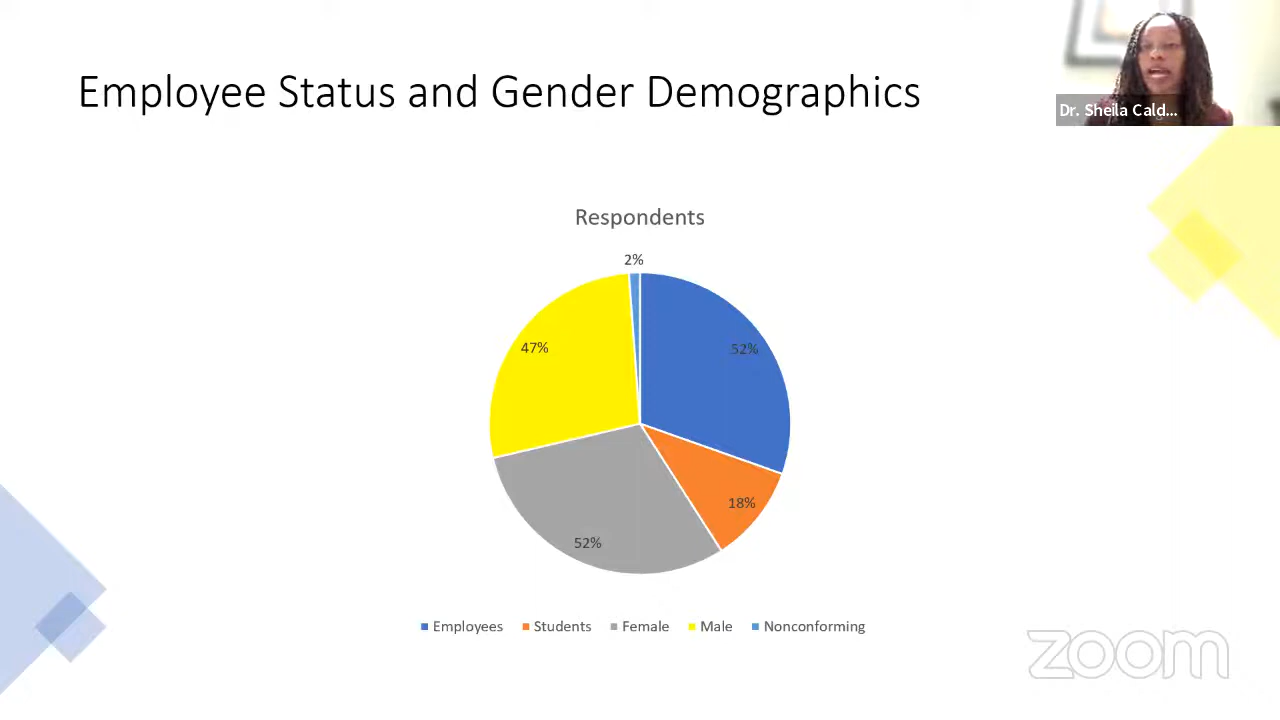 Employee Status and Gender Demographics
Dr. Sheila Cald...
Respondents
2%
47%
52%
18%
52%
Employees Students Female Male Nonconforming
zoom